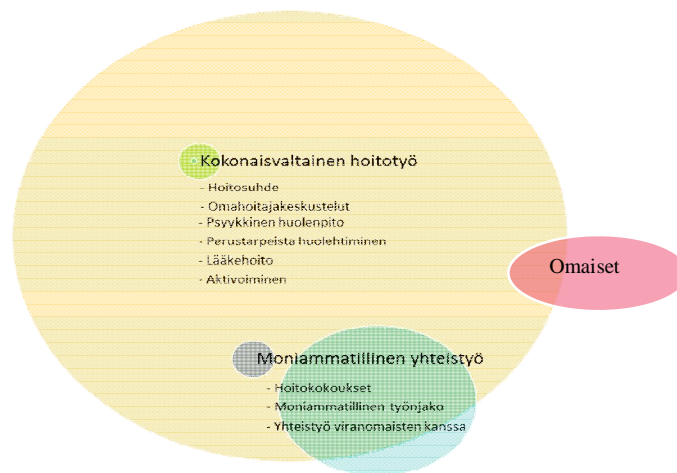 Kokonaisvaltainen hoitotyö
- Hoitosuhde
- Omahoitajakeskustelut
- Psyykkinen huolenpito
- Perustarpeista huolehtiminen
- Lääkehoito
- Aktivoiminen
Omaiset
Moniammatillinen yhteistyö
- Hoitokokoukset
- Moniammatillinen työnjako
- Yhteistyö viranomaisten kanssa